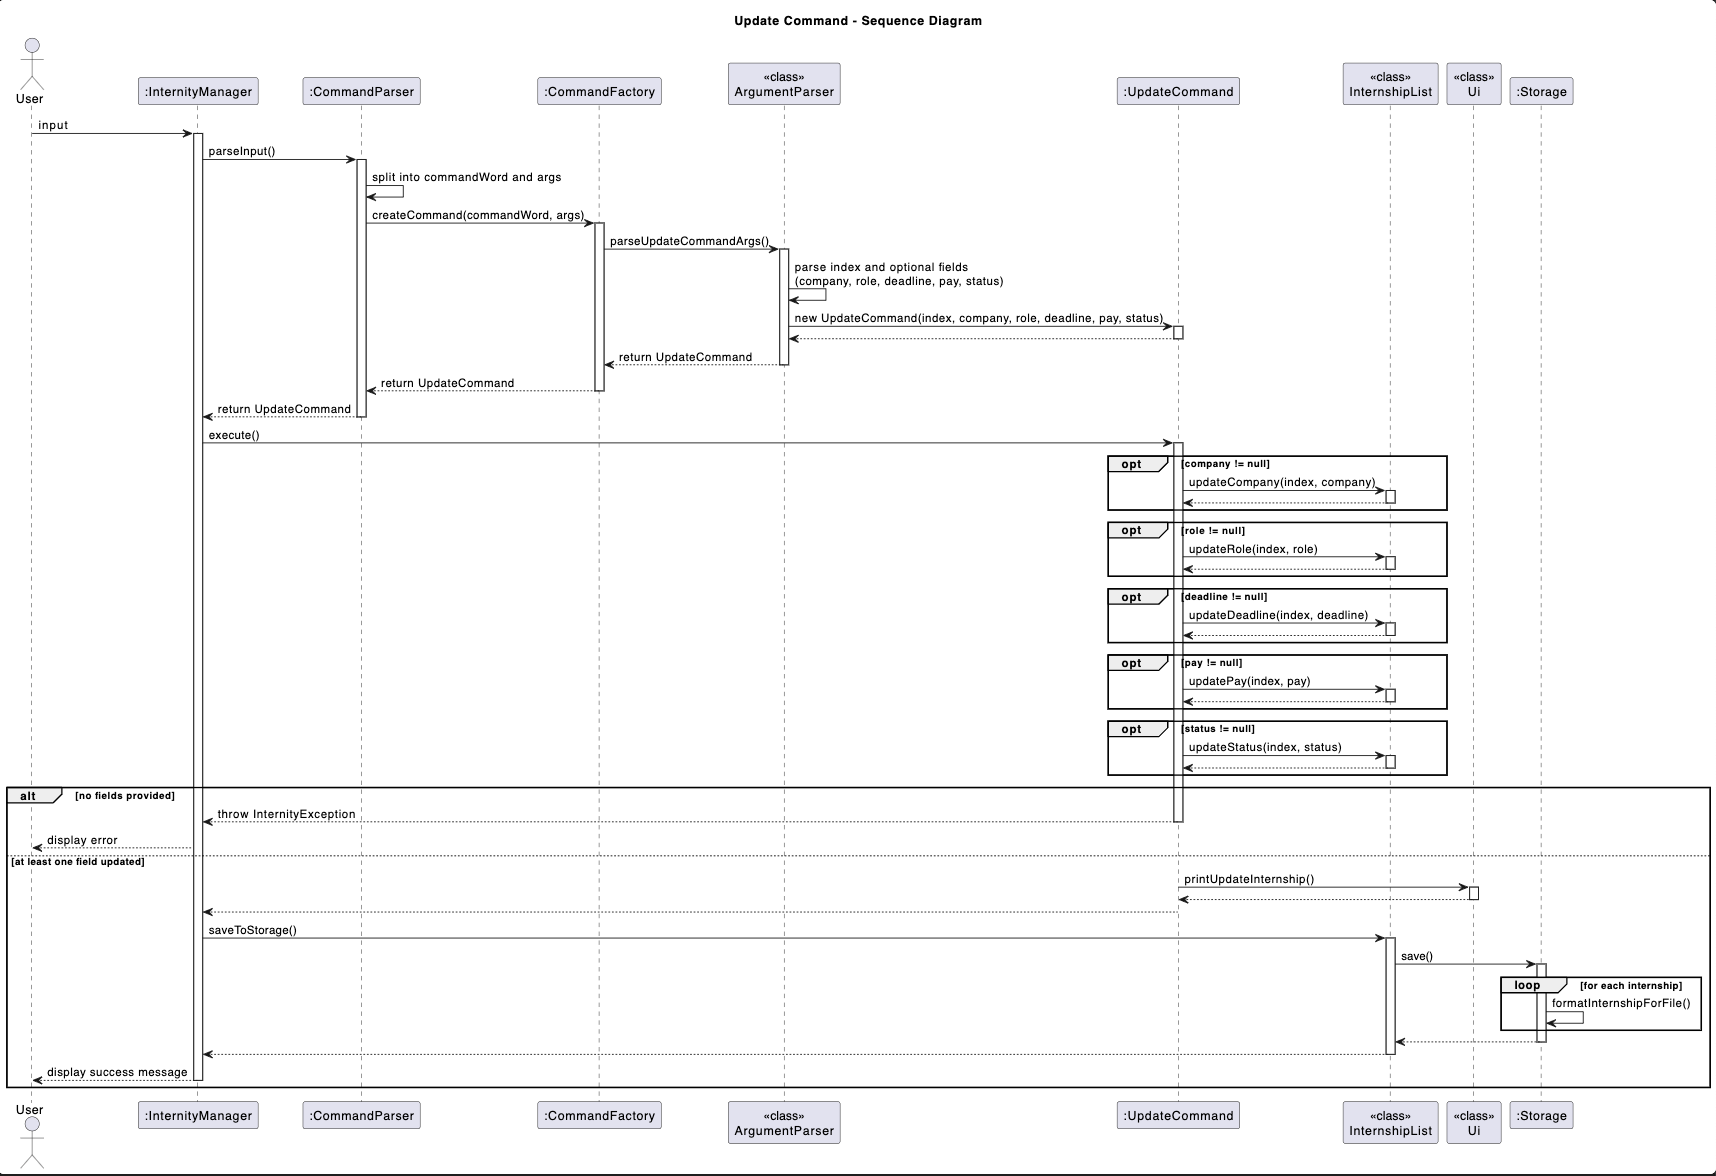 Update Command - Sequence Diagram
User
:InternityManager
:CommandParser
:CommandFactory
«class»
ArgumentParser
:UpdateCommand
«class»
InternshipList
«class»
Ui
:Storage
input
parseInput()
split into commandWord and args
createCommand(commandWord, args)
parseUpdateCommandArgs()
parse index and optional fields
(company, role, deadline, pay, status)
new UpdateCommand(index, company, role, deadline, pay, status)
return UpdateCommand
return UpdateCommand
return UpdateCommand
execute()
opt [company != null]
updateCompany(index, company)
opt [role != null]
updateRole(index, role)
opt [deadline != null]
updateDeadline(index, deadline)
opt [pay != null]
updatePay(index, pay)
opt [status != null]
updateStatus(index, status)
alt [no fields provided]
throw InternityException
display error
[at least one field updated]
printUpdateInternship()
saveToStorage()
save()
loop [for each internship]
formatInternshipForFile()
display success message
User
:InternityManager
:CommandParser
:CommandFactory
«class»
ArgumentParser
:UpdateCommand
«class»
InternshipList
«class»
Ui
:Storage